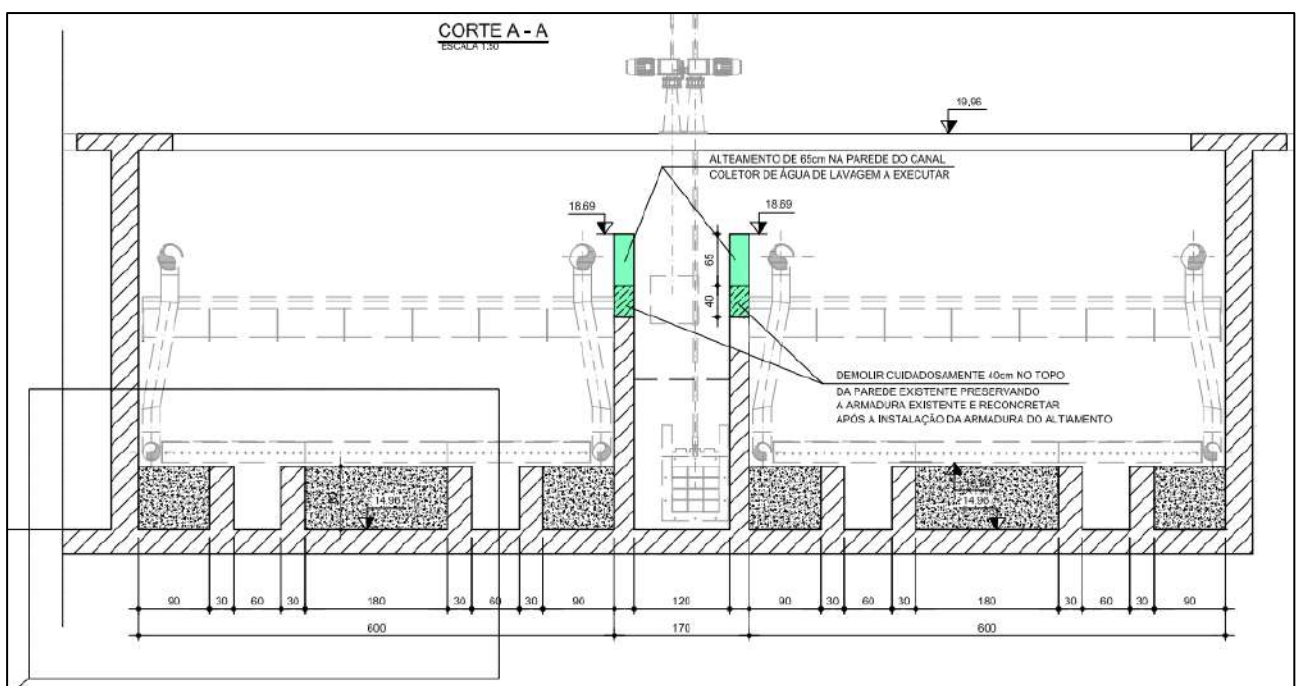 CORTE A - A
ESCALA 1:50
19,96
ALTEAMENTO DE 65cm NA PAREDE DO CANAL
COLETOR DE ÁGUA DE LAVAGEM A EXECUTAR
18.69
18.69
65
40
DEMOLIR CUIDADOSAMENTE 40cm NO TOPO
DA PAREDE EXISTENTE PRESERVANDO
A ARMADURA EXISTENTE E RECONCRETAR
APÓS A INSTALAÇÃO DA ARMADURA DO ALTIAMENTO
14.96
14.96
90 30 60 30 180 30 60 30 90 120 90 30 60 30 180 30 60 30 90
600 170 600